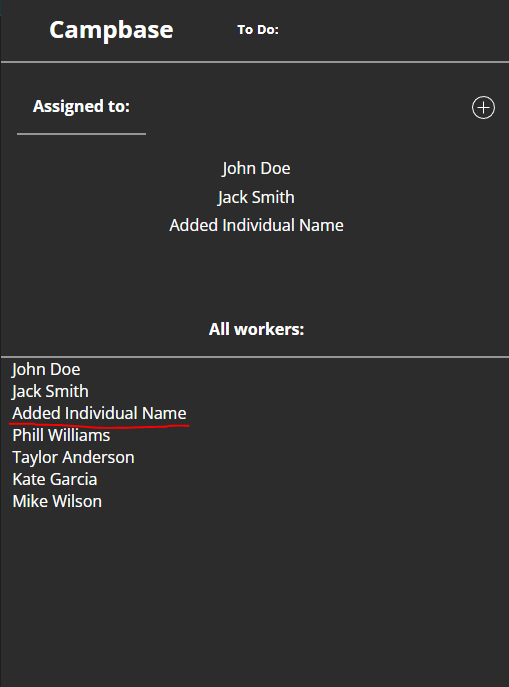 Campbase To Do:
Assigned to:
John Doe
Jack Smith
Added Individual Name
All workers:
John Doe
Jack Smith
Added Individual Name
Phill Williams
Taylor Anderson
Kate Garcia
Mike Wilson